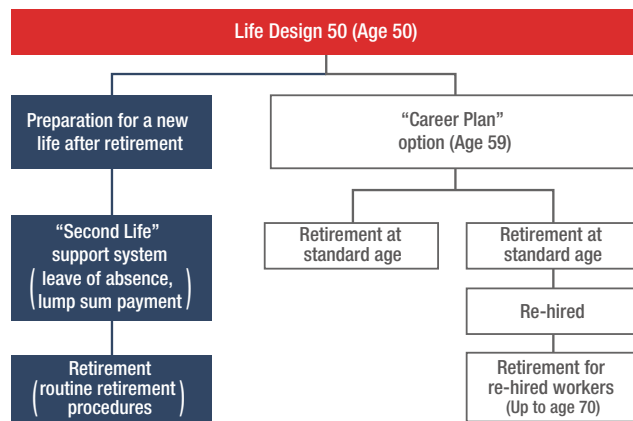 Life Design 50 (Age 50)
Preparation for a new
life after retirement
“Second Life”
support system
(leave of absence,
lump sum payment)
Retirement
(routine retirement
procedures)
“Career Plan”
option (Age 59)
Retirement at
standard age
Retirement at
standard age
Re-hired
Retirement for
re-hired workers
(Up to age 70)